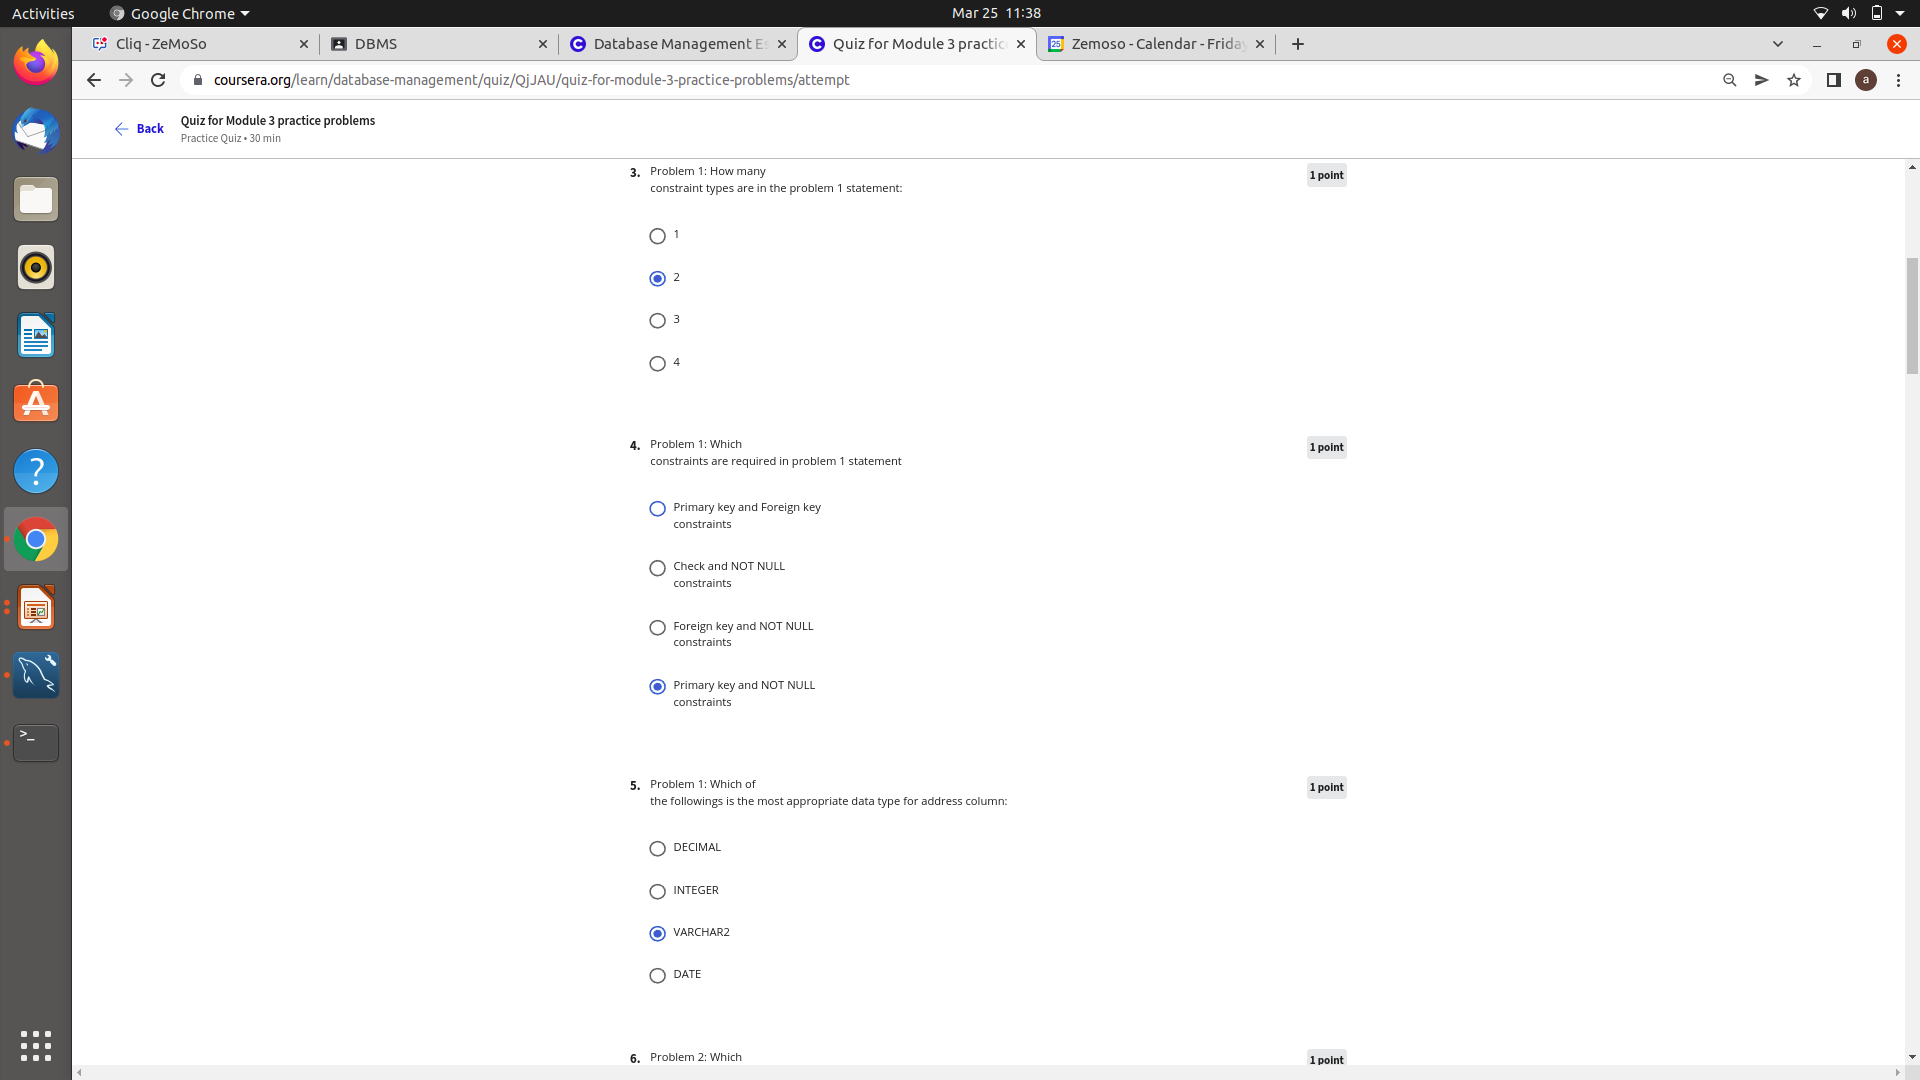 Activities
Google Chrome
Mar 25 11:38
Cliq - ZeMoSo
DBMS
Database Management Es
Quiz for Module 3 practic
Zemoso - Calendar - Friday
coursera.org/learn/database-management/quiz/QjJAU/quiz-for-module-3-practice-problems/attempt
a
Back
Quiz for Module 3 practice problems
Practice Quiz • 30 min
3. Problem 1: How many
constraint types are in the problem 1 statement:
1 point
1
2
3
4
4. Problem 1: Which
constraints are required in problem 1 statement
1 point
Primary key and Foreign key
constraints
Check and NOT NULL
constraints
Foreign key and NOT NULL
constraints
Primary key and NOT NULL
constraints
5. Problem 1: Which of
the followings is the most appropriate data type for address column:
1 point
DECIMAL
INTEGER
VARCHAR2
DATE
6. Problem 2: Which
1 point